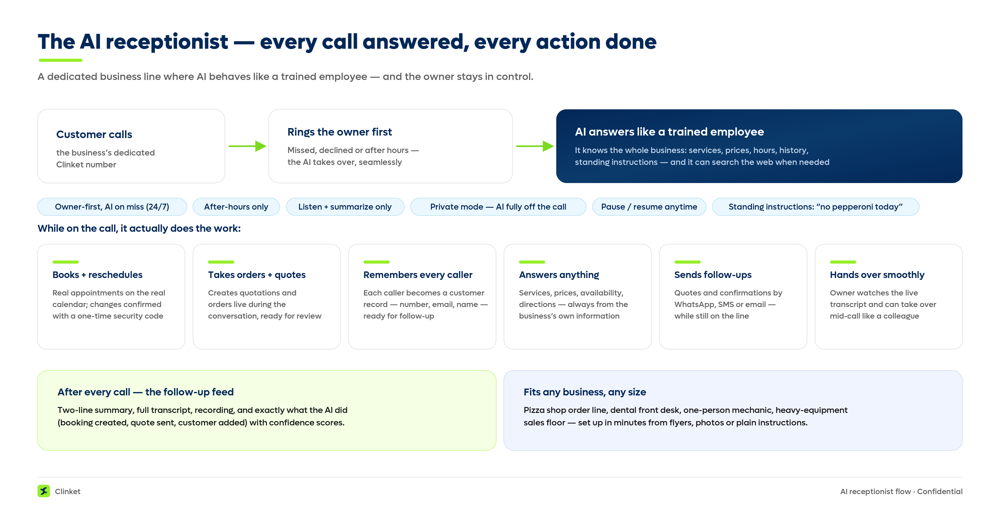 The AI receptionist — every call answered, every action done
A dedicated business line where AI behaves like a trained employee — and the owner stays in control.
Customer calls
the business’s dedicated
Clinket number
Rings the owner first
Missed, declined or after hours —
the AI takes over, seamlessly
AI answers like a trained employee
It knows the whole business: services, prices, hours, history,
standing instructions — and it can search the web when needed
Owner-first, AI on miss (24/7)
After-hours only
Listen + summarize only
Private mode — AI fully off the call
Pause / resume anytime
Standing instructions: “no pepperoni today”
While on the call, it actually does the work:
Books + reschedules
Real appointments on the real
calendar; changes confirmed
with a one-time security code
Takes orders + quotes
Creates quotations and
orders live during the
conversation, ready for review
Remembers every caller
Each caller becomes a customer
record — number, email, name —
ready for follow-up
Answers anything
Services, prices, availability,
directions — always from the
business’s own information
Sends follow-ups
Quotes and confirmations by
WhatsApp, SMS or email —
while still on the line
Hands over smoothly
Owner watches the live
transcript and can take over
mid-call like a colleague
After every call — the follow-up feed
Two-line summary, full transcript, recording, and exactly what the AI did
(booking created, quote sent, customer added) with confidence scores.
Fits any business, any size
Pizza shop order line, dental front desk, one-person mechanic, heavy-equipment
sales floor — set up in minutes from flyers, photos or plain instructions.
Clinket
AI receptionist flow · Confidential